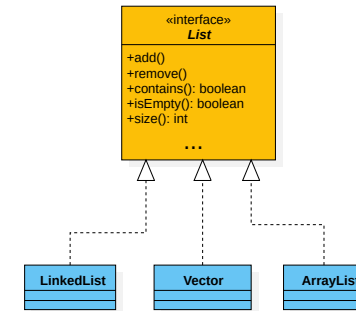 «interface»
List
+add()
+remove()
+contains(): boolean
+isEmpty(): boolean
+size(): int
...
LinkedList
Vector
ArrayList